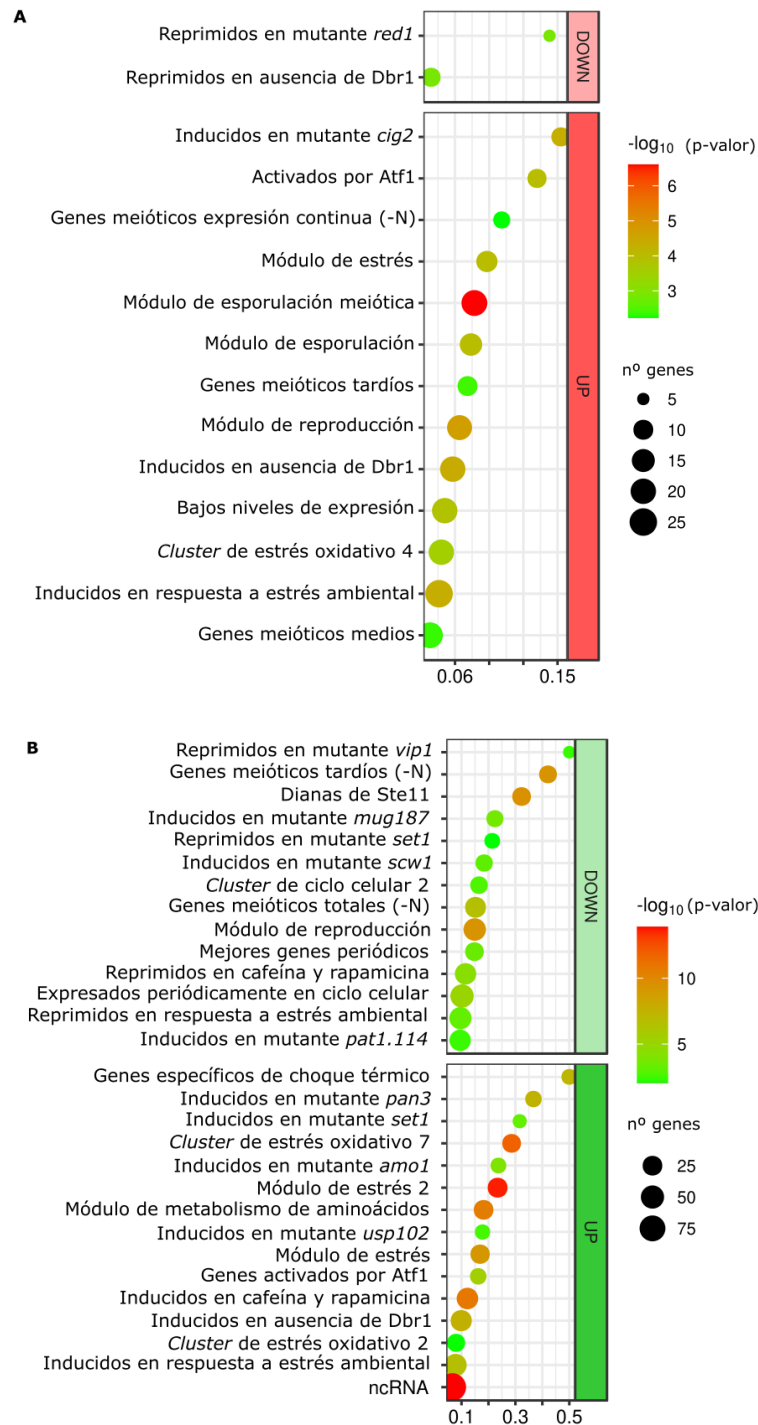 A
Reprimidos en mutante red1
Reprimidos en ausencia de Dbr1
DOWN
Inducidos en mutante cig2
Activados por Atf1
Genes meióticos expresión continua (-N)
Módulo de estrés
Módulo de esporulación meiótica
Módulo de esporulación
Genes meióticos tardíos
Módulo de reproducción
Inducidos en ausencia de Dbr1
Bajos niveles de expresión
Cluster de estrés oxidativo 4
Inducidos en respuesta a estrés ambiental
Genes meióticos medios
UP
0.06 0.15
-log10 (p-valor)
6
5
4
3
nº genes
5
10
15
20
25
B
Reprimidos en mutante vip1
Genes meióticos tardíos (-N)
Dianas de Ste11
Inducidos en mutante mug187
Reprimidos en mutante set1
Inducidos en mutante scw1
Cluster de ciclo celular 2
Genes meióticos totales (-N)
Módulo de reproducción
Mejores genes periódicos
Reprimidos en cafeína y rapamicina
Expresados periódicamente en ciclo celular
Reprimidos en respuesta a estrés ambiental
Inducidos en mutante pat1.114
DOWN
Genes específicos de choque térmico
Inducidos en mutante pan3
Inducidos en mutante set1
Cluster de estrés oxidativo 7
Inducidos en mutante amo1
Módulo de estrés 2
Módulo de metabolismo de aminoácidos
Inducidos en mutante usp102
Módulo de estrés
Genes activados por Atf1
Inducidos en cafeína y rapamicina
Inducidos en ausencia de Dbr1
Cluster de estrés oxidativo 2
Inducidos en respuesta a estrés ambiental
ncRNA
UP
0.1 0.3 0.5
-log10 (p-valor)
10
5
nº genes
25
50
75